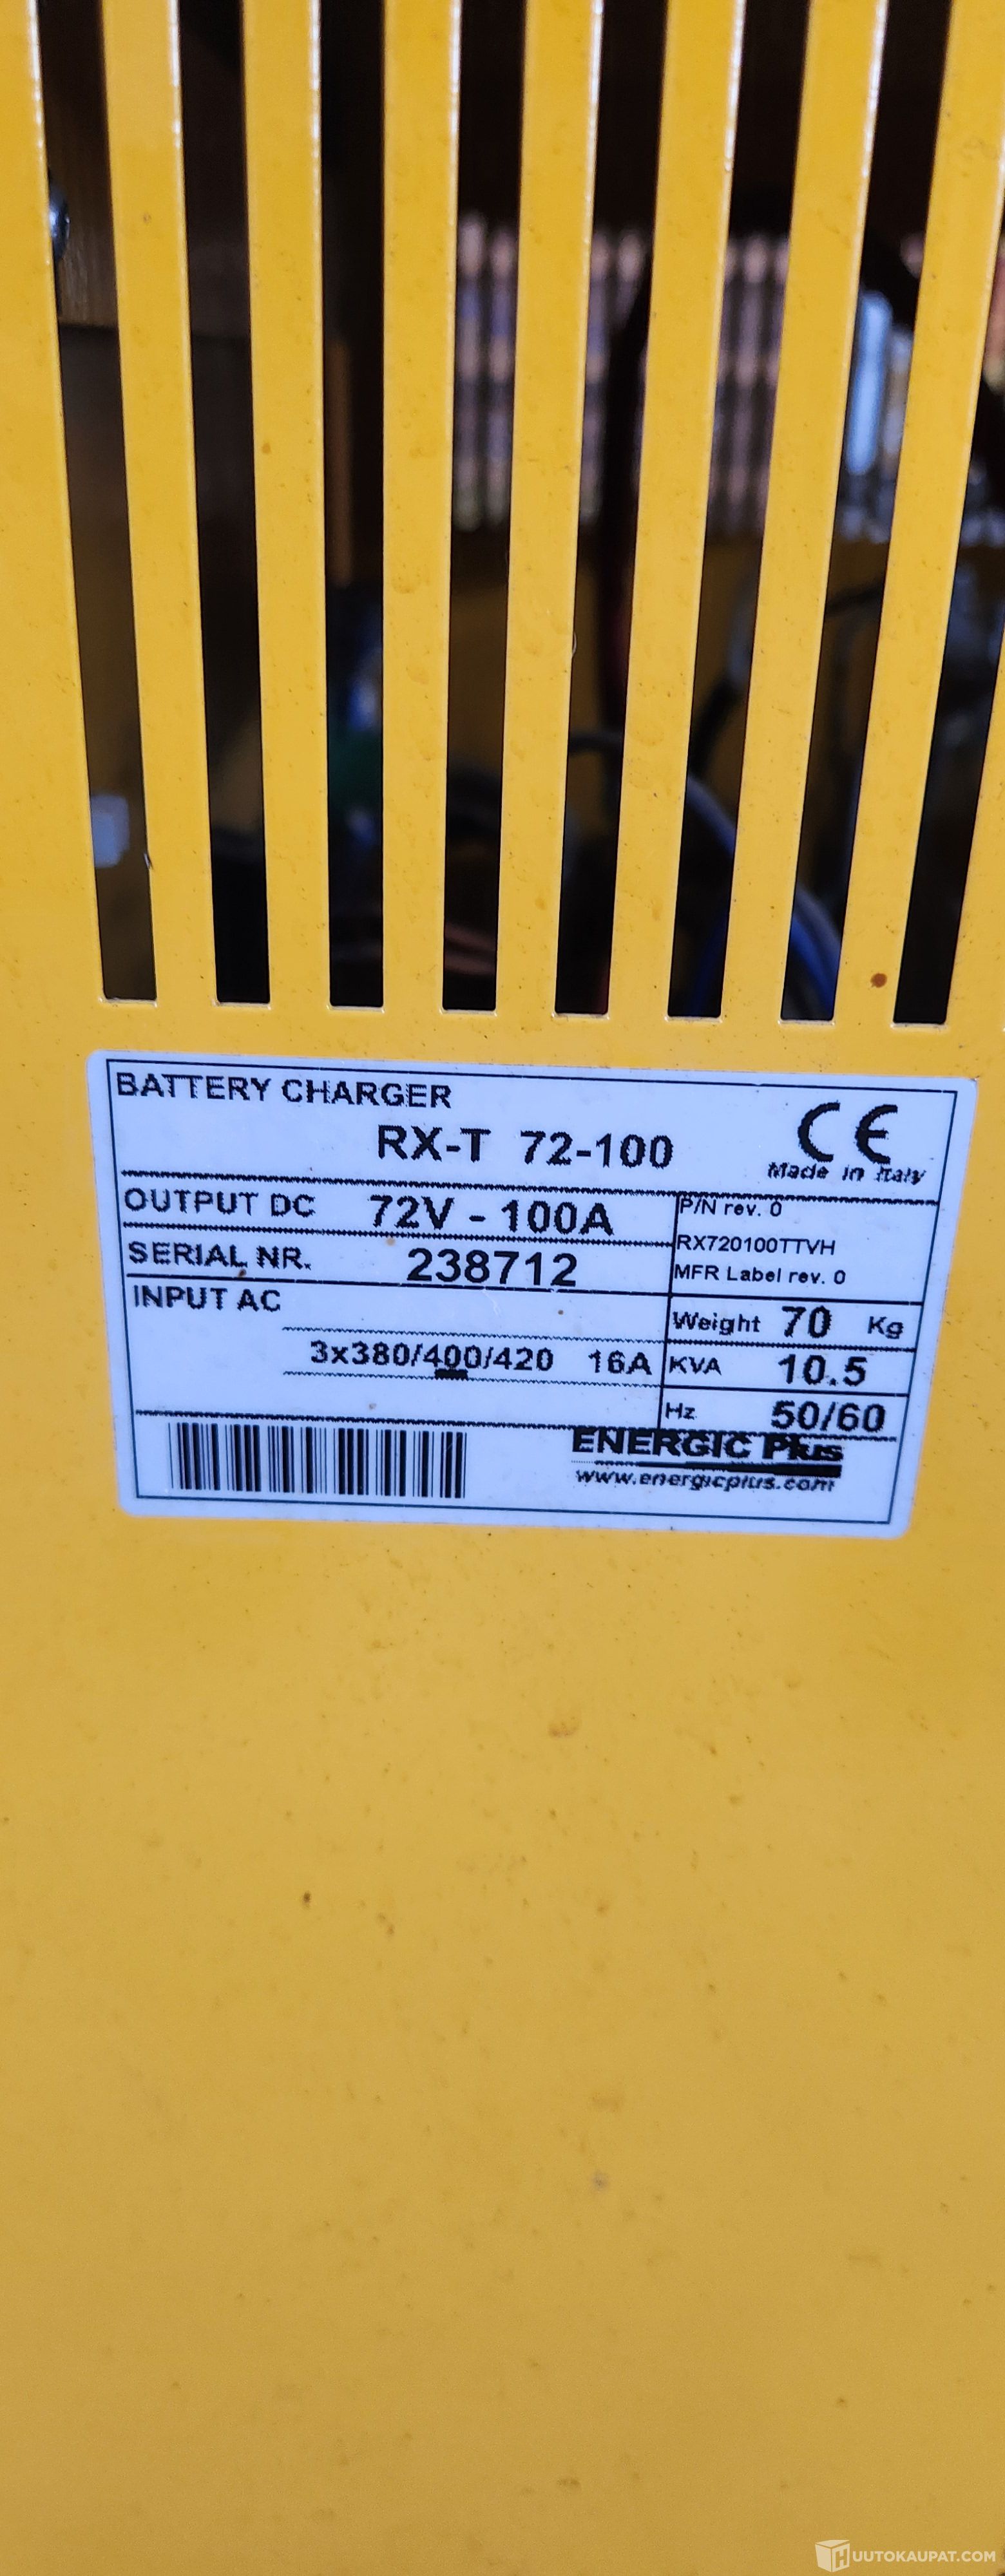 BATTERY CHARGER
RX-T 72-100
CE
Made in Italy
OUTPUT DC 72V - 100A
P/N rev. 0
RX720100TTVH
MFR Label rev. 0
SERIAL NR. 238712
INPUT AC
3x380/400/420 16A
Weight 70 Kg
KVA 10.5
Hz 50/60
ENERGIC Plus
www.energicplus.com
HUUTOKAUPAT.COM